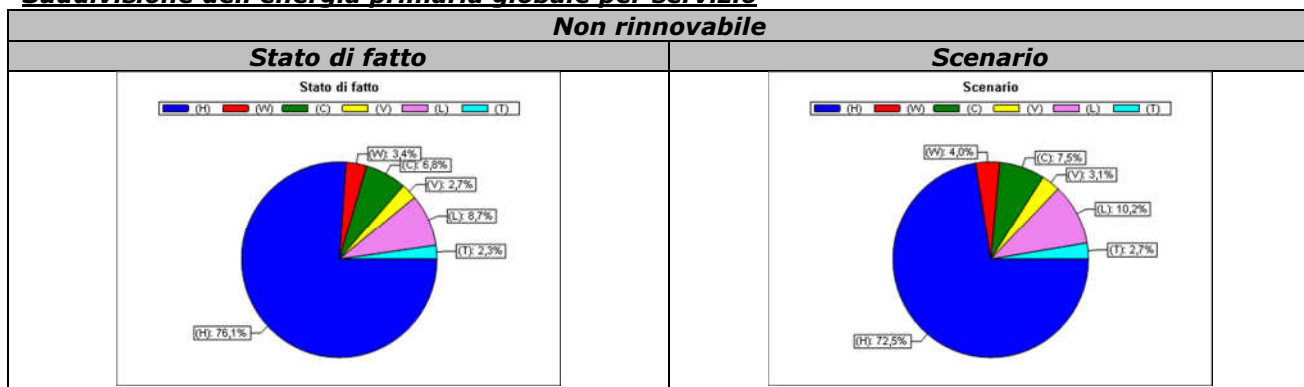 Suddivisione dell'energia primaria globale per servizio
Non rinnovabile
Stato di fatto
Scenario
Stato di fatto
(H) (W) (C) (V) (L) (T)
(W): 3,4%
(C): 6,8%
(V): 2,7%
(L): 8,7%
(T): 2,3%
(H): 76,1%
Scenario
(H) (W) (C) (V) (L) (T)
(W): 4,0%
(C): 7,5%
(V): 3,1%
(L): 10,2%
(T): 2,7%
(H): 72,5%